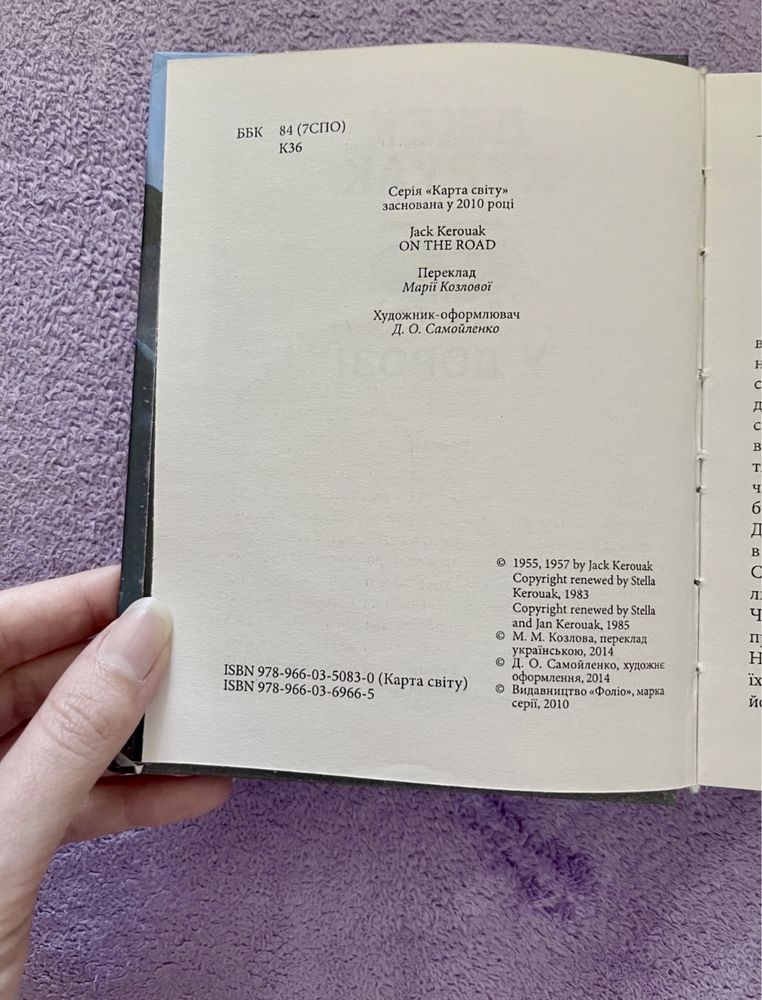 ББК 84 (7СПО)
К36
Серія «Карта світу»
заснована у 2010 році
Jack Kerouak
ON THE ROAD
Переклад
Марії Козлової
Художник-оформлювач
Д. О. Самойленко
© 1955, 1957 by Jack Kerouak
Copyright renewed by Stella
Kerouak, 1983
Copyright renewed by Stella
and Jan Kerouak, 1985
© М. М. Козлова, переклад
українською, 2014
© Д. О. Самойленко, художнє
оформлення, 2014
© Видавництво «Фоліо», марка
серії, 2010
ISBN 978-966-03-5083-0 (Карта світу)
ISBN 978-966-03-6966-5